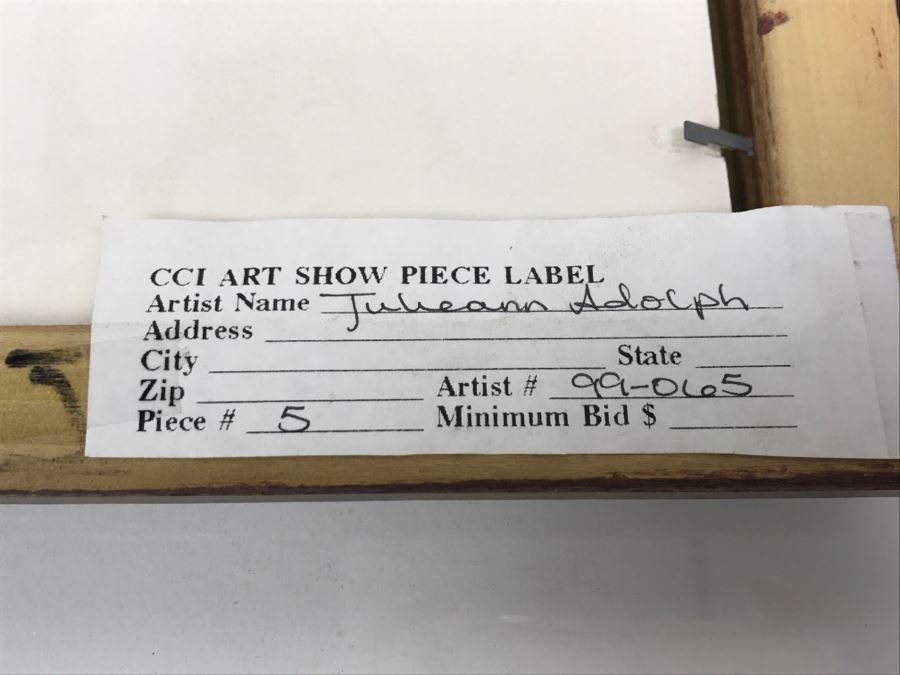 CCI ART SHOW PIECE LABEL
Artist Name Julieann Adolph
Address
City State
Zip Artist # 99-0065
Piece # 5 Minimum Bid $